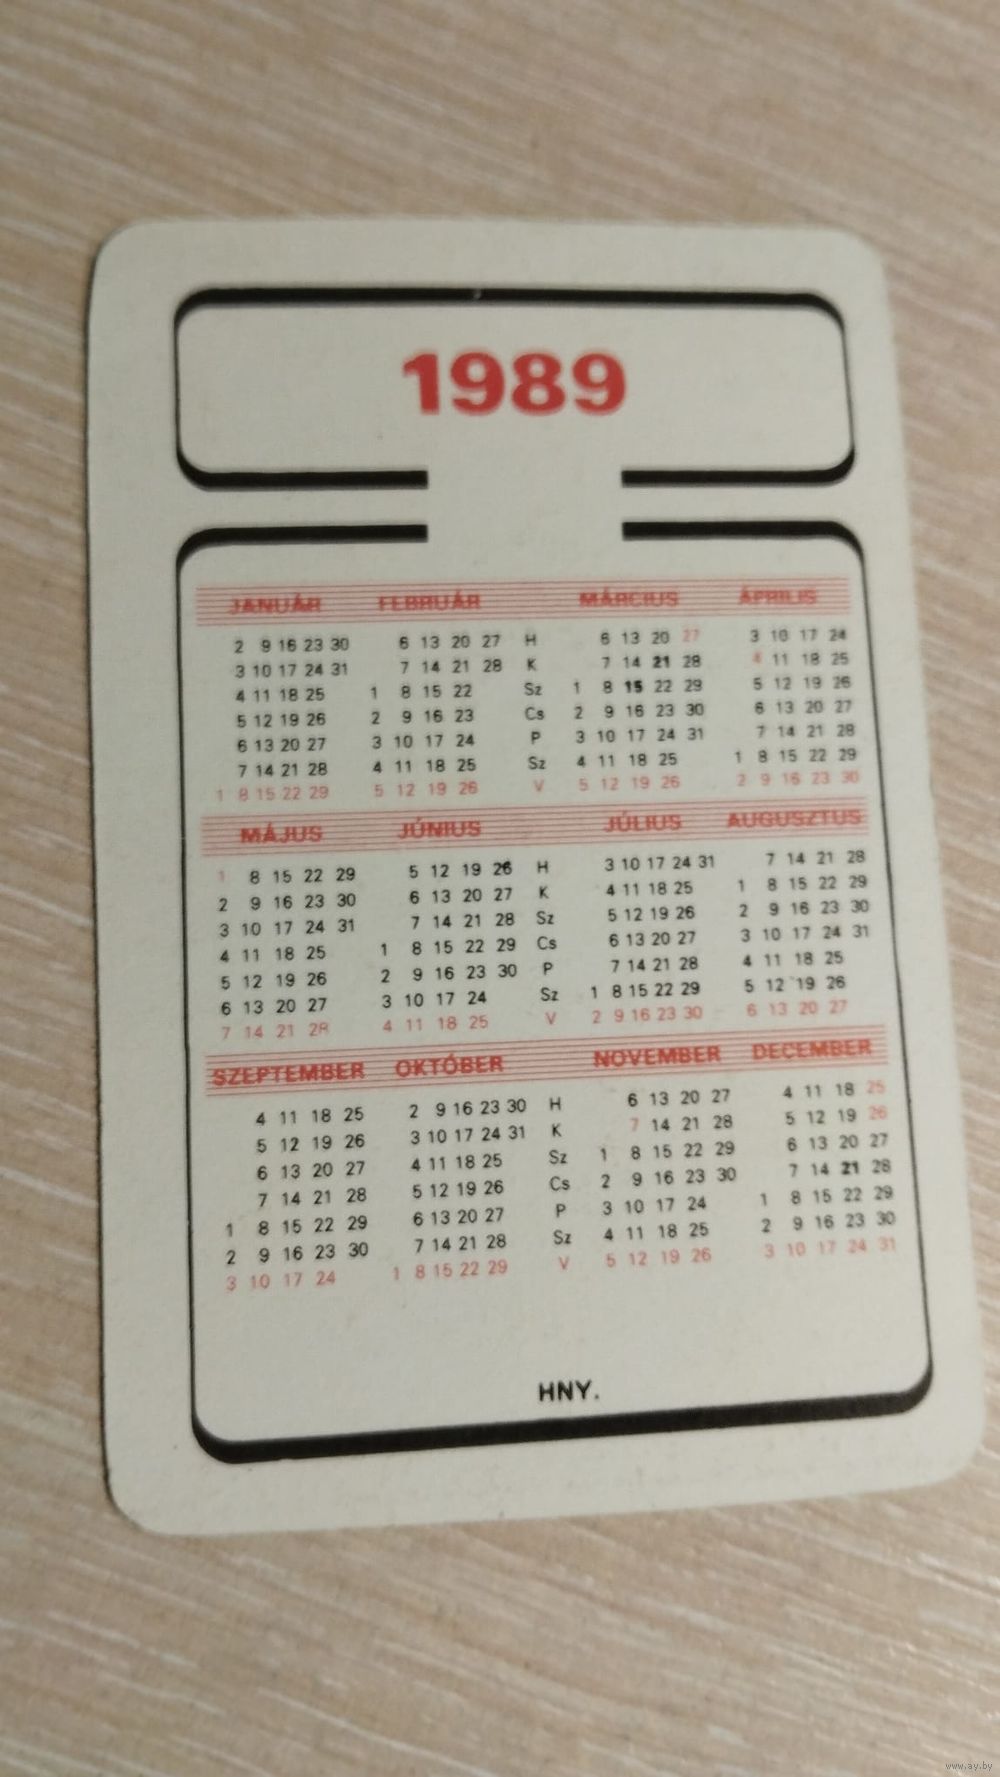 1989
JANUÁR FEBRUÁR MÁRCIUS ÁPRILIS
2 9 16 23 30 6 13 20 27 H 6 13 20 27 3 10 17 24
3 10 17 24 31 7 14 21 28 K 7 14 21 28 4 11 18 25
4 11 18 25 1 8 15 22 Sz 1 8 15 22 29 5 12 19 26
5 12 19 26 2 9 16 23 Cs 2 9 16 23 30 6 13 20 27
6 13 20 27 3 10 17 24 P 3 10 17 24 31 7 14 21 28
7 14 21 28 4 11 18 25 Sz 4 11 18 25 1 8 15 22 29
1 8 15 22 29 5 12 19 26 V 5 12 19 26 2 9 16 23 30
MÁJUS JÚNIUS JÚLIUS AUGUSZTUS
1 8 15 22 29 5 12 19 26 H 3 10 17 24 31 7 14 21 28
2 9 16 23 30 6 13 20 27 K 4 11 18 25 1 8 15 22 29
3 10 17 24 31 7 14 21 28 Sz 5 12 19 26 2 9 16 23 30
4 11 18 25 1 8 15 22 29 Cs 6 13 20 27 3 10 17 24 31
5 12 19 26 2 9 16 23 30 P 7 14 21 28 4 11 18 25
6 13 20 27 3 10 17 24 Sz 1 8 15 22 29 5 12 19 26
7 14 21 28 4 11 18 25 V 2 9 16 23 30 6 13 20 27
SZEPTEMBER OKTÓBER NOVEMBER DECEMBER
4 11 18 25 2 9 16 23 30 H 6 13 20 27 4 11 18 25
5 12 19 26 3 10 17 24 31 K 7 14 21 28 5 12 19 26
6 13 20 27 4 11 18 25 Sz 1 8 15 22 29 6 13 20 27
7 14 21 28 5 12 19 26 Cs 2 9 16 23 30 7 14 21 28
1 8 15 22 29 6 13 20 27 P 3 10 17 24 1 8 15 22 29
2 9 16 23 30 7 14 21 28 Sz 4 11 18 25 2 9 16 23 30
3 10 17 24 1 8 15 22 29 V 5 12 19 26 3 10 17 24 31
HNY.
www.ay.by